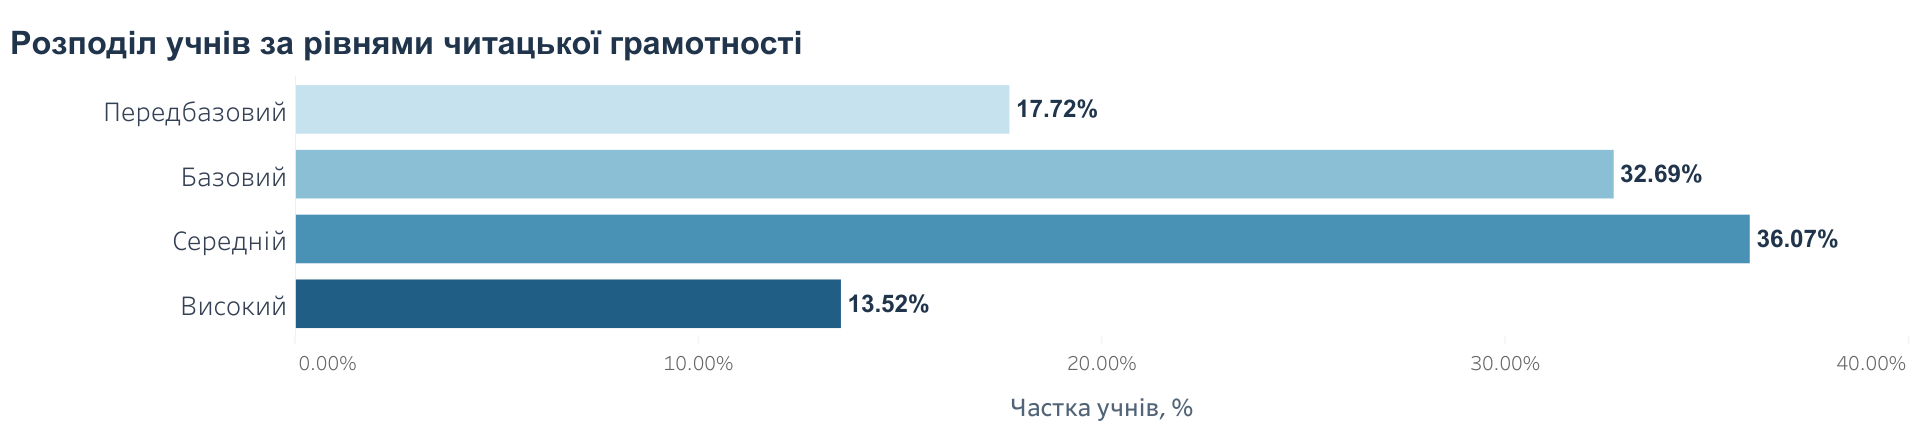 Розподіл учнів за рівнями читацької грамотності
Передбазовий 17.72%
Базовий 32.69%
Середній 36.07%
Високий 13.52%
0.00% 10.00% 20.00% 30.00% 40.00%
Частка учнів, %